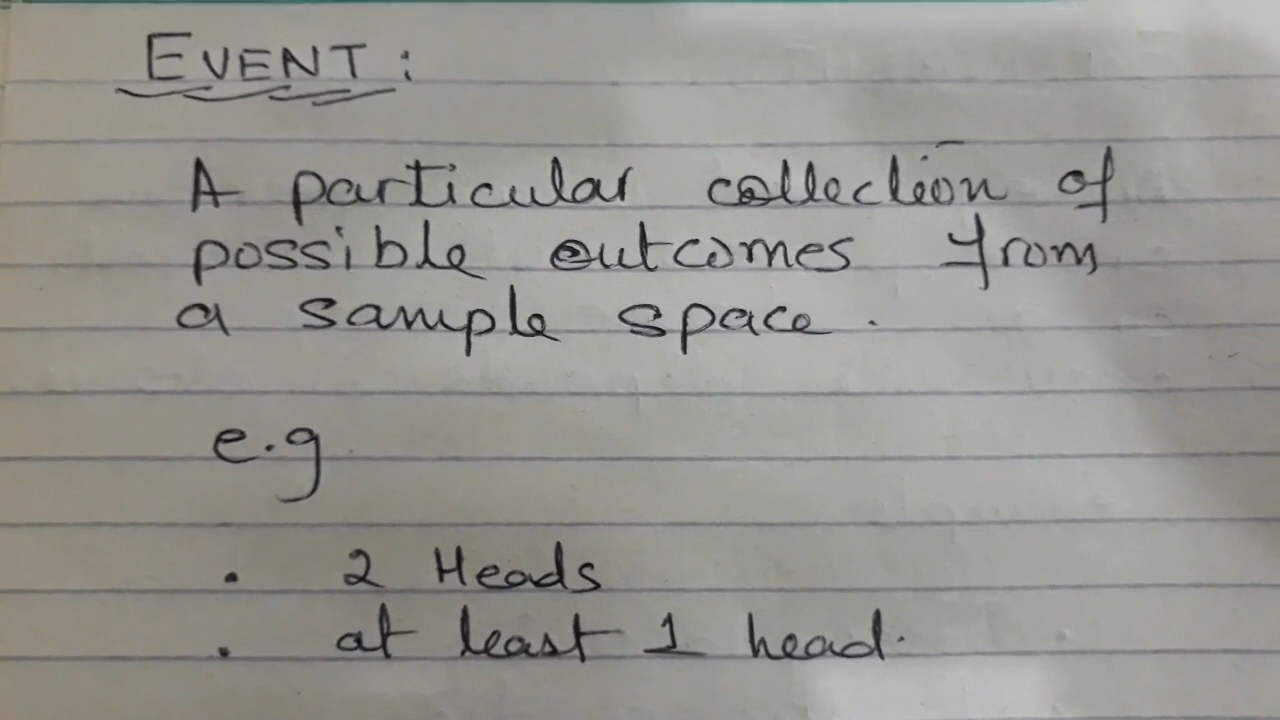 EVENT:
A particular collection of
possible outcomes from
a sample space.
e.g
. 2 Heads
. at least 1 head.